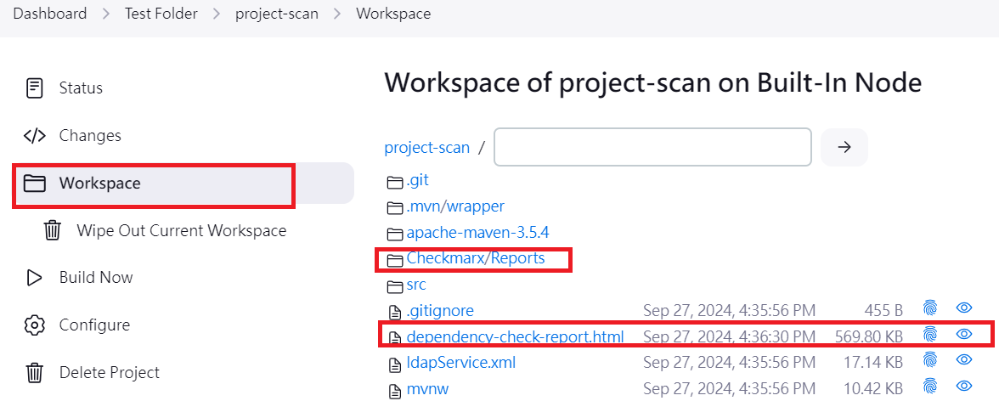 Dashboard > Test Folder > project-scan > Workspace
Status
Changes
Workspace
Wipe Out Current Workspace
Build Now
Configure
Delete Project
Workspace of project-scan on Built-In Node
project-scan /
.git
.mvn/wrapper
apache-maven-3.5.4
Checkmarx/Reports
src
.gitignore Sep 27, 2024, 4:35:56 PM 455 B
dependency-check-report.html Sep 27, 2024, 4:36:30 PM 569.80 KB
ldapService.xml Sep 27, 2024, 4:35:56 PM 17.14 KB
mvnw Sep 27, 2024, 4:35:56 PM 10.42 KB